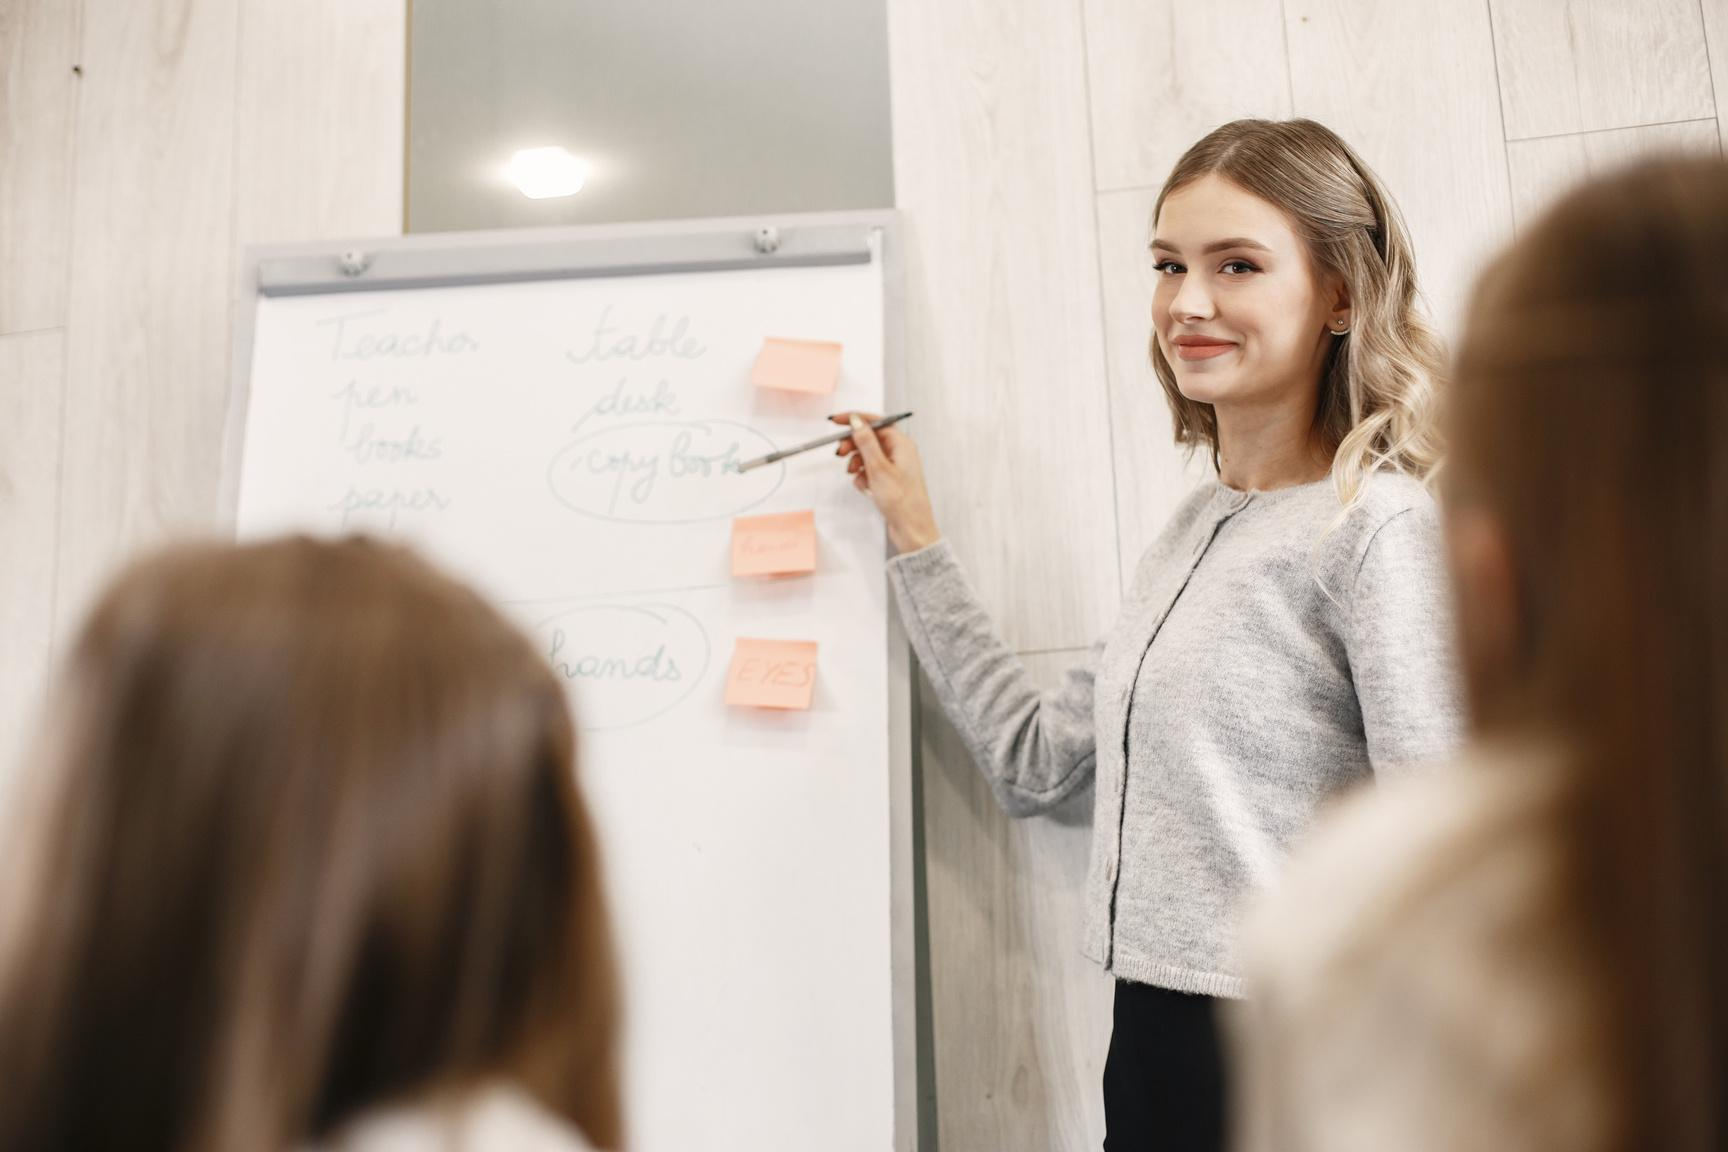 Teacher
pen
books
paper
table
desk
copy book
hands
EYES